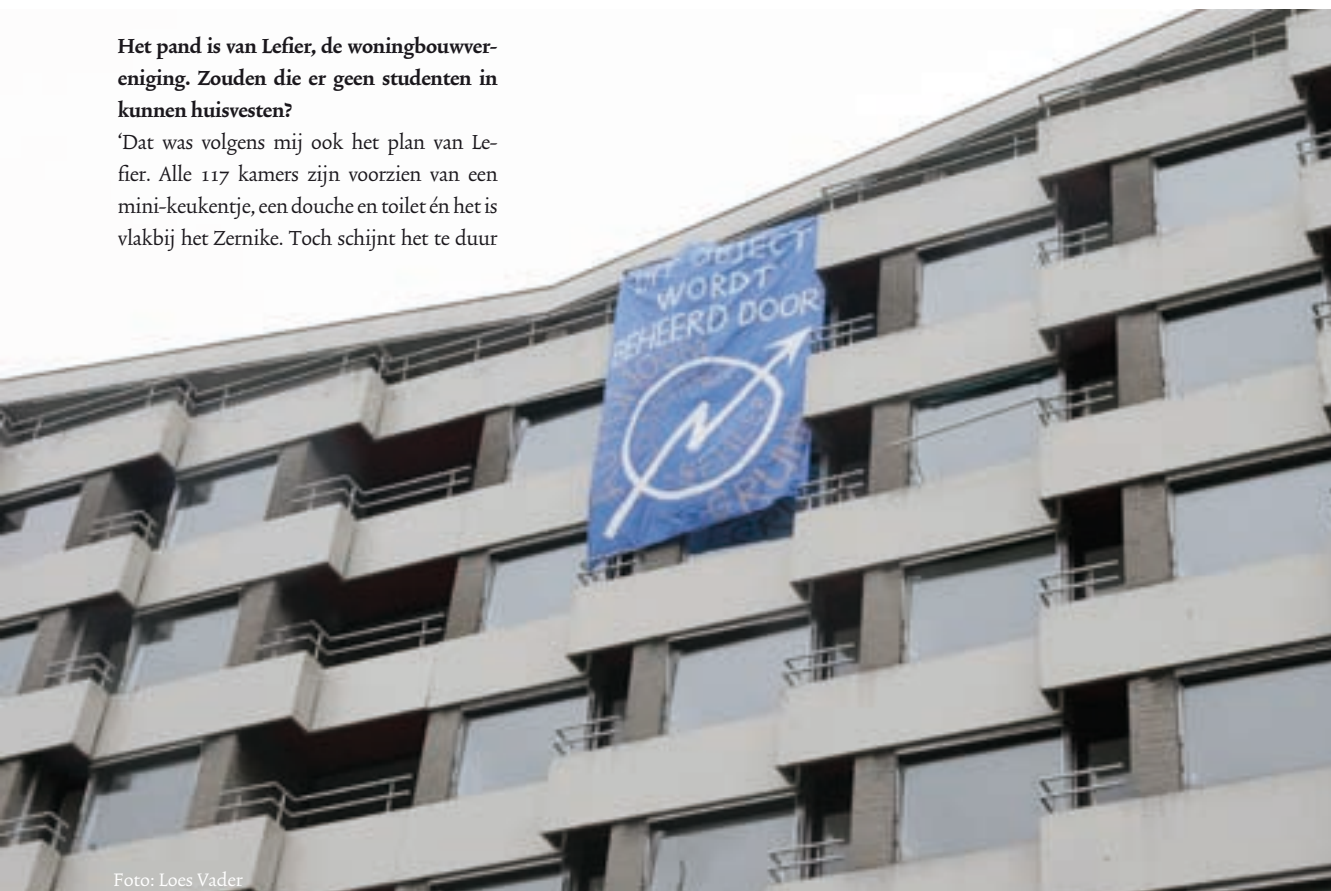 Het pand is van Lefier, de woningbouwver-
eniging. Zouden die er geen studenten in
kunnen huisvesten?
‘Dat was volgens mij ook het plan van Le-
fier. Alle 117 kamers zijn voorzien van een
mini-keukentje, een douche en toilet én het is
vlakbij het Zernike. Toch schijnt het te duur
DIT OBJECT
WORDT
BEHEERD DOOR
Foto: Loes Vader